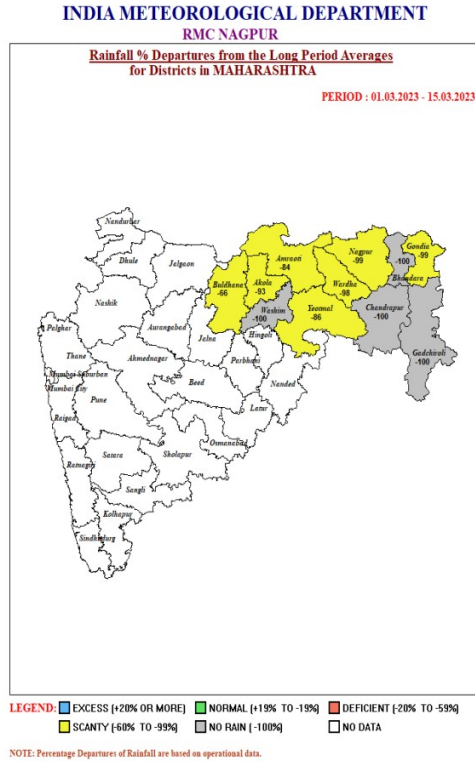 INDIA METEOROLOGICAL DEPARTMENT
RMC NAGPUR
Rainfall % Departures from the Long Period Averages
for Districts in MAHARASHTRA
PERIOD : 01.03.2023 - 15.03.2023
Nandurbar
Dhule
Jalgaon
Nashik
Buldhana
-66
Akola
-93
Amraoti
-84
Nagpur
-99
-100
Bhandara
Gondia
-99
Wardha
-98
Washim
-100
Yeotmal
-86
Chandrapur
-100
Gadchiroli
-100
Palghar
Thane
Aurangabad
Jalna
Hingoli
Parbhani
Mumbai Suburban
Mumbai City
Ahmednagar
Beed
Nanded
Pune
Raigad
Latur
Osmanabad
Ratnagiri
Satara
Sholapur
Sangli
Kolhapur
Sindhudurg
LEGEND: EXCESS (+20% OR MORE) NORMAL (+19% TO -19%) DEFICIENT (-20% TO -59%)
SCANTY (-60% TO -99%) NO RAIN (-100%) NO DATA
NOTE: Percentage Departures of Rainfall are based on operational data.